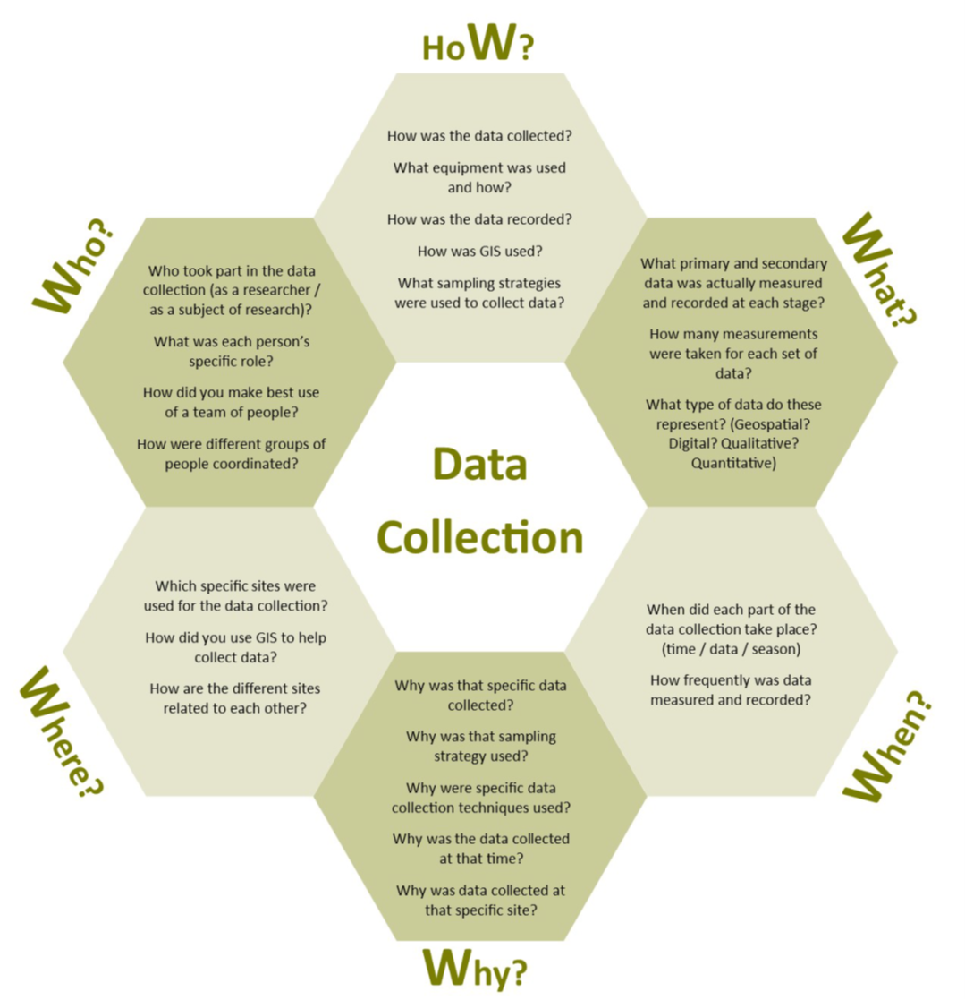 HoW?
How was the data collected?
What equipment was used
and how?
How was the data recorded?
How was GIS used?
What sampling strategies
were used to collect data?
Who?
Who took part in the data
collection (as a researcher /
as a subject of research)?
What was each person's
specific role?
How did you make best use
of a team of people?
How were different groups of
people coordinated?
What?
What primary and secondary
data was actually measured
and recorded at each stage?
How many measurements
were taken for each set of
data?
What type of data do these
represent? (Geospatial?
Digital? Qualitative?
Quantitative)
Data
Collection
Where?
Which specific sites were
used for the data collection?
How did you use GIS to help
collect data?
How are the different sites
related to each other?
When?
When did each part of the
data collection take place?
(time / data / season)
How frequently was data
measured and recorded?
Why was that specific data
collected?
Why was that sampling
strategy used?
Why were specific data
collection techniques used?
Why was the data collected
at that time?
Why was data collected at
that specific site?
Why?